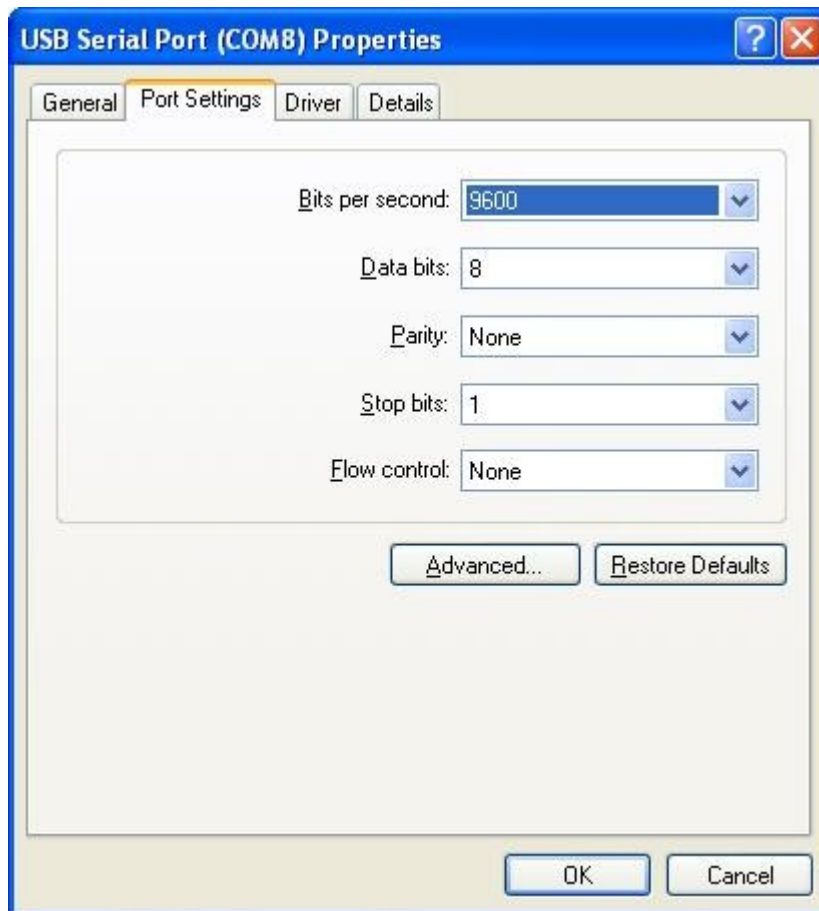 USB Serial Port (COM8) Properties
?
General Port Settings Driver Details
Bits per second: 9600
Data bits: 8
Parity: None
Stop bits: 1
Flow control: None
Advanced... Restore Defaults
OK Cancel